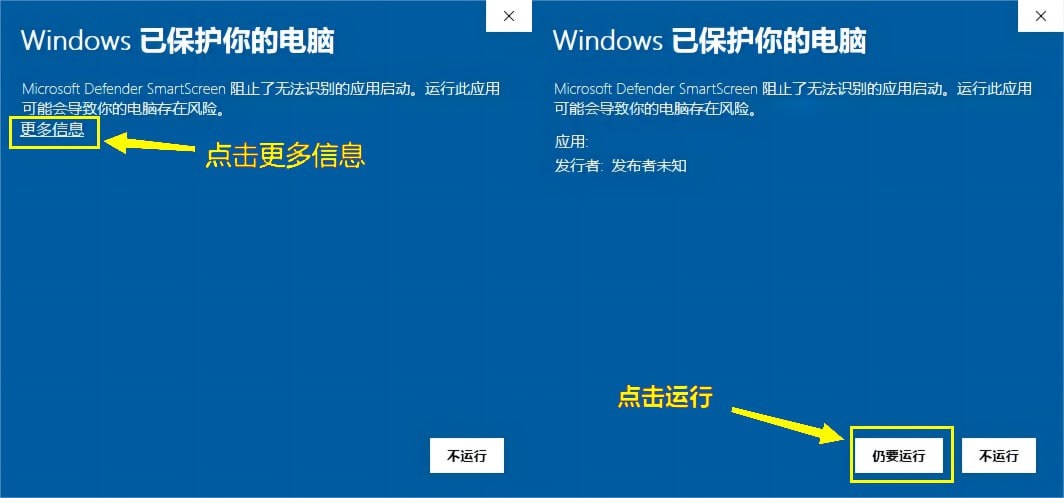 Windows 已保护你的电脑
Microsoft Defender SmartScreen 阻止了无法识别的应用启动。运行此应用
可能会导致你的电脑存在风险。
更多信息
点击更多信息
不运行
Windows 已保护你的电脑
Microsoft Defender SmartScreen 阻止了无法识别的应用启动。运行此应用
可能会导致你的电脑存在风险。
应用:
发行者: 发布者未知
点击运行
仍要运行
不运行